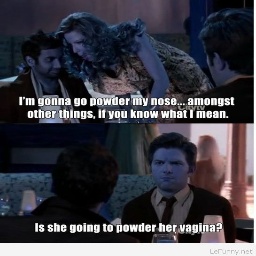 I'm gonna go powder my nose... amongst
other things, if you know what I mean.
Is she going to powder her vagina?
LeFunny.net